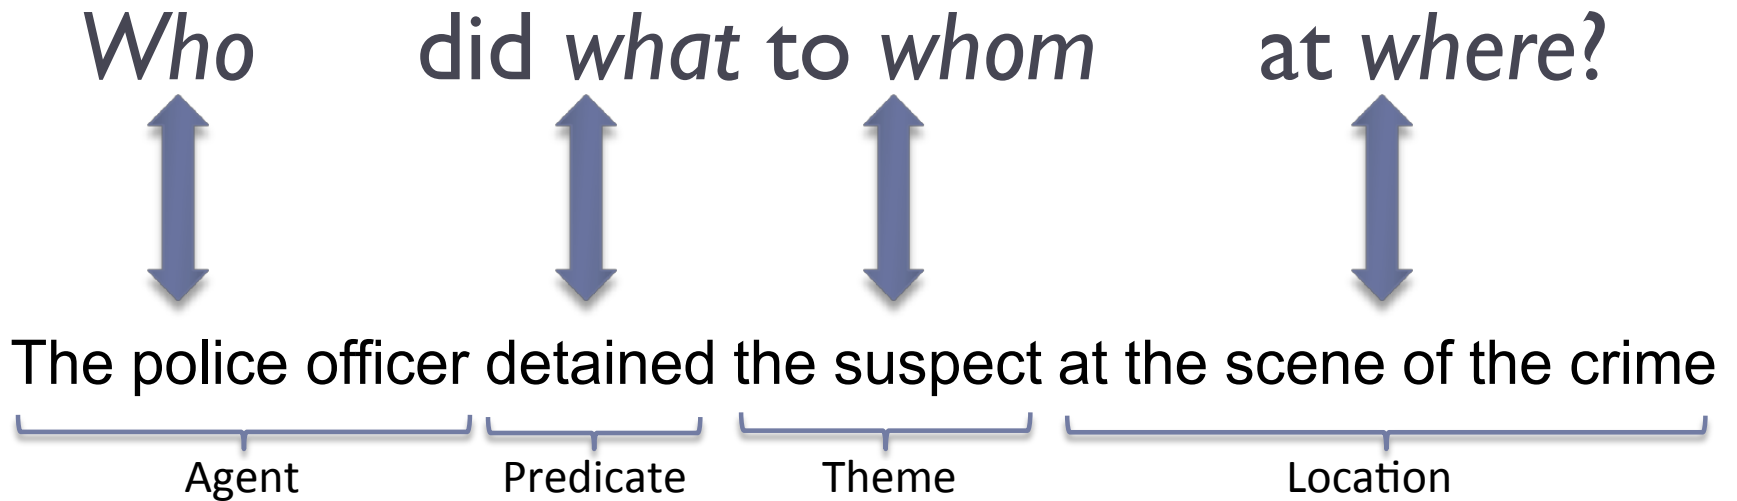 Who did what to whom at where?
The police officer detained the suspect at the scene of the crime
Agent Predicate Theme Location